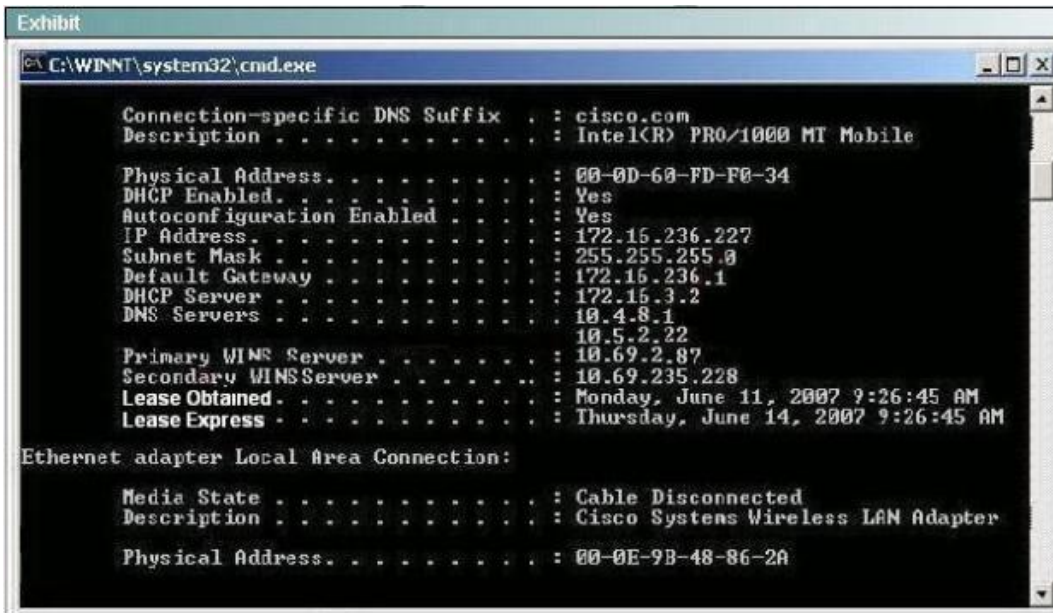 Exhibit
C:\WINNT\system32\cmd.exe
Connection-specific DNS Suffix . : cisco.com
Description . . . . . . . . . . . : Intel(R) PRO/1000 MT Mobile
Physical Address. . . . . . . . . : 00-0D-60-FD-F0-34
DHCP Enabled. . . . . . . . . . . : Yes
Autoconfiguration Enabled . . . . : Yes
IP Address. . . . . . . . . . . . : 172.16.236.227
Subnet Mask . . . . . . . . . . . : 255.255.255.0
Default Gateway . . . . . . . . . : 172.16.236.1
DHCP Server . . . . . . . . . . . : 172.16.3.2
DNS Servers . . . . . . . . . . . . 10.4.8.1
10.5.2.22
Primary WINS Server . . . . . . . : 10.69.2.87
Secondary WINSServer . . . . . .. : 10.69.235.228
Lease Obtained. . . . . . . . . . : Monday, June 11, 2007 9:26:45 AM
Lease Express . . . . . . . . . . : Thursday, June 14, 2007 9:26:45 AM
Ethernet adapter Local Area Connection:
Media State . . . . . . . . . . . : Cable Disconnected
Description . . . . . . . . . . . : Cisco Systems Wireless LAN Adapter
Physical Address. . . . . . . . . : 00-0E-9B-48-86-2A